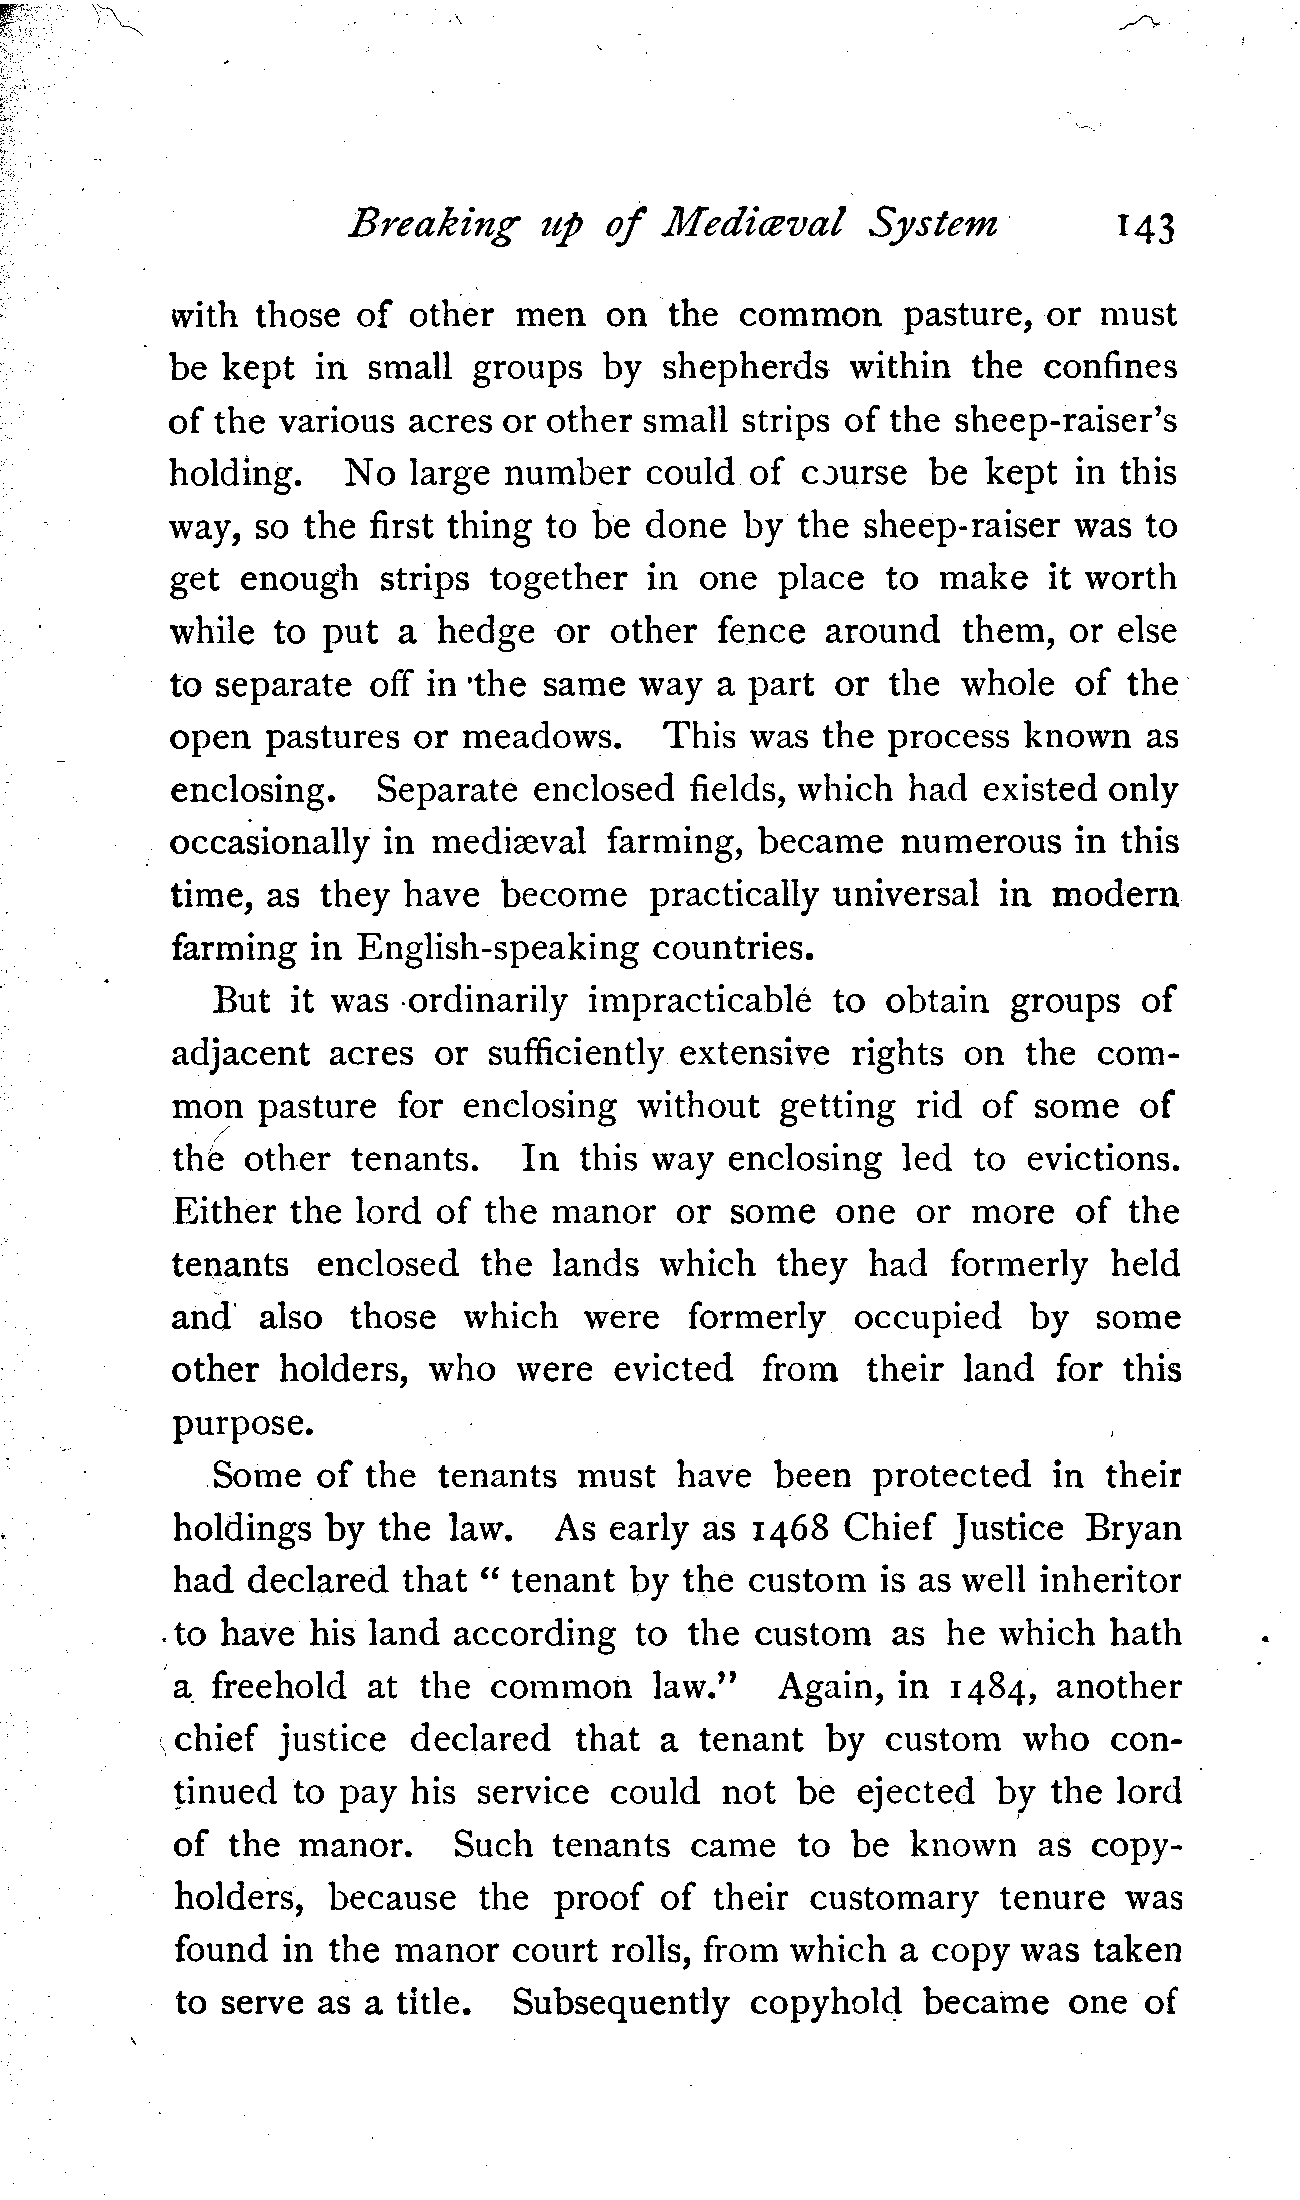 Breaking up of Mediæval System 143
with those of other men on the common pasture, or must
be kept in small groups by shepherds within the confines
of the various acres or other small strips of the sheep-raiser's
holding. No large number could of course be kept in this
way, so the first thing to be done by the sheep-raiser was to
get enough strips together in one place to make it worth
while to put a hedge or other fence around them, or else
to separate off in the same way a part or the whole of the
open pastures or meadows. This was the process known as
enclosing. Separate enclosed fields, which had existed only
occasionally in mediæval farming, became numerous in this
time, as they have become practically universal in modern
farming in English-speaking countries.
But it was ordinarily impracticable to obtain groups of
adjacent acres or sufficiently extensive rights on the com-
mon pasture for enclosing without getting rid of some of
the other tenants. In this way enclosing led to evictions.
Either the lord of the manor or some one or more of the
tenants enclosed the lands which they had formerly held
and also those which were formerly occupied by some
other holders, who were evicted from their land for this
purpose.
Some of the tenants must have been protected in their
holdings by the law. As early as 1468 Chief Justice Bryan
had declared that " tenant by the custom is as well inheritor
to have his land according to the custom as he which hath
a freehold at the common law." Again, in 1484, another
chief justice declared that a tenant by custom who con-
tinued to pay his service could not be ejected by the lord
of the manor. Such tenants came to be known as copy-
holders, because the proof of their customary tenure was
found in the manor court rolls, from which a copy was taken
to serve as a title. Subsequently copyhold became one of